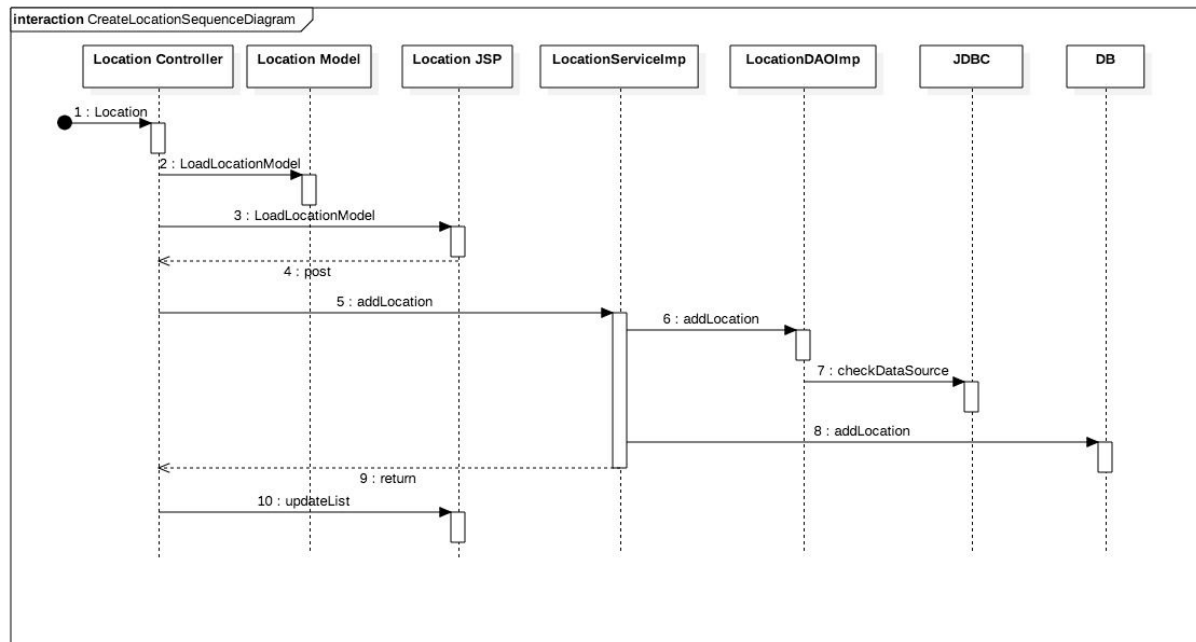 interaction CreateLocationSequenceDiagram
Location Controller
Location Model
Location JSP
LocationServiceImp
LocationDAOImp
JDBC
DB
1 : Location
2 : LoadLocationModel
3 : LoadLocationModel
4 : post
5 : addLocation
6 : addLocation
7 : checkDataSource
8 : addLocation
9 : return
10 : updateList